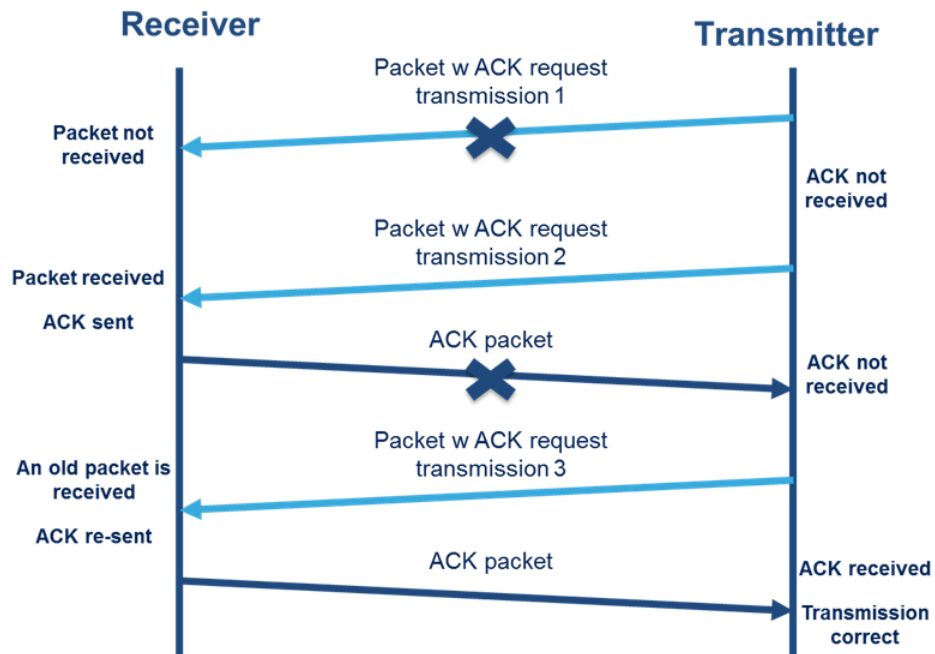 Receiver
Transmitter
Packet w ACK request
transmission 1
Packet not
received
ACK not
received
Packet w ACK request
transmission 2
Packet received
ACK sent
ACK packet
ACK not
received
Packet w ACK request
transmission 3
An old packet is
received
ACK re-sent
ACK packet
ACK received
Transmission
correct